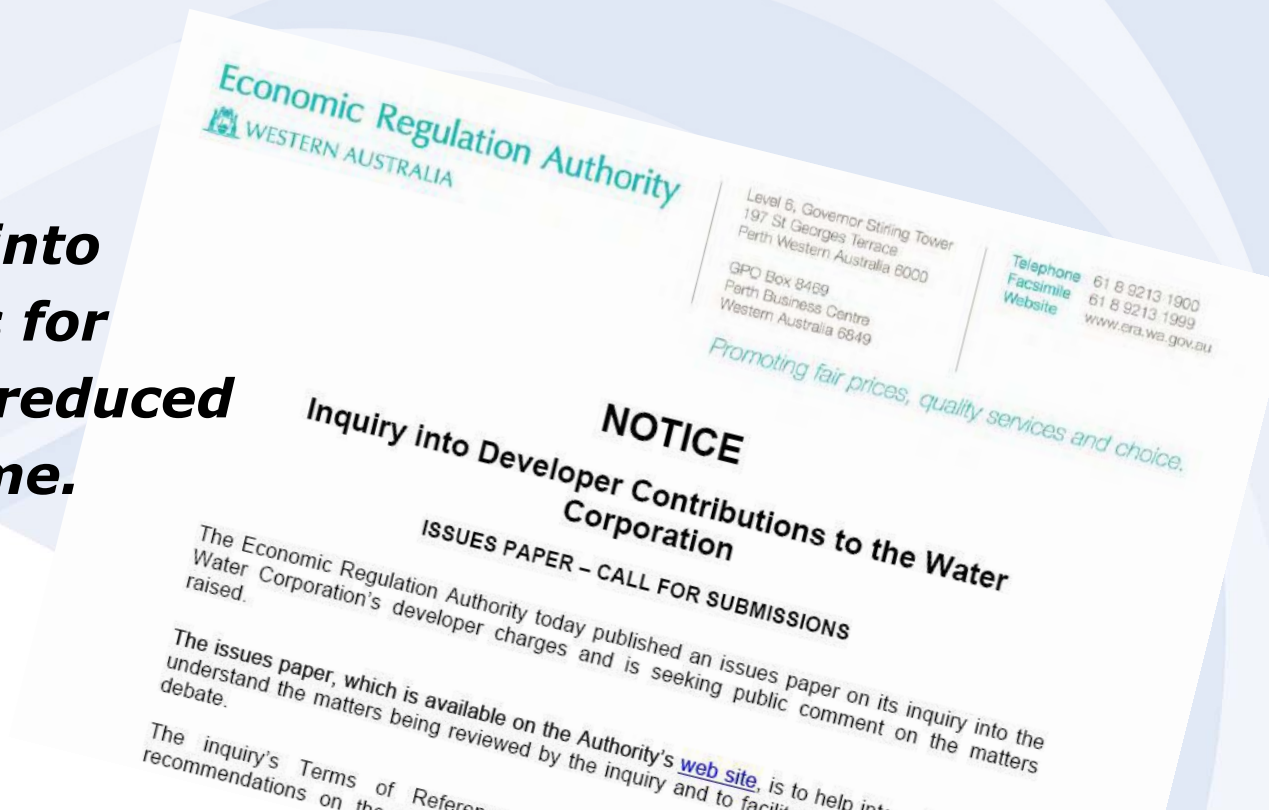 into
for
reduced
me.
Economic Regulation Authority
WESTERN AUSTRALIA
Level 6, Governor Stirling Tower
197 St Georges Terrace
Perth Western Australia 6000
GPO Box 8469
Perth Business Centre
Western Australia 6849
Telephone 61 8 9213 1900
Facsimile 61 8 9213 1999
Website www.era.wa.gov.au
Promoting fair prices, quality services and choice.
NOTICE
Inquiry into Developer Contributions to the Water
Corporation
ISSUES PAPER – CALL FOR SUBMISSIONS
The Economic Regulation Authority today published an issues paper on its inquiry into the
Water Corporation's developer charges and is seeking public comment on the matters
raised.
The issues paper, which is available on the Authority's web site, is to help
understand the matters being reviewed by the inquiry and to
debate.
The inquiry's Terms of
recommendations on